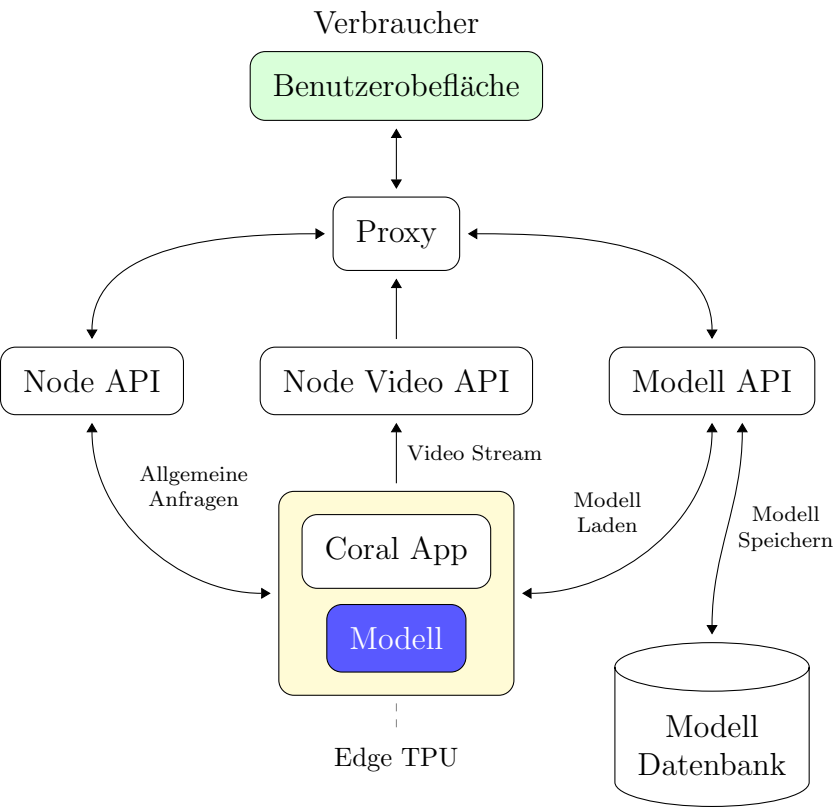 Verbraucher
Benutzerobefläche
Proxy
Node API
Node Video API
Modell API
Allgemeine
Anfragen
Video Stream
Modell
Laden
Modell
Speichern
Coral App
Modell
Edge TPU
Modell
Datenbank